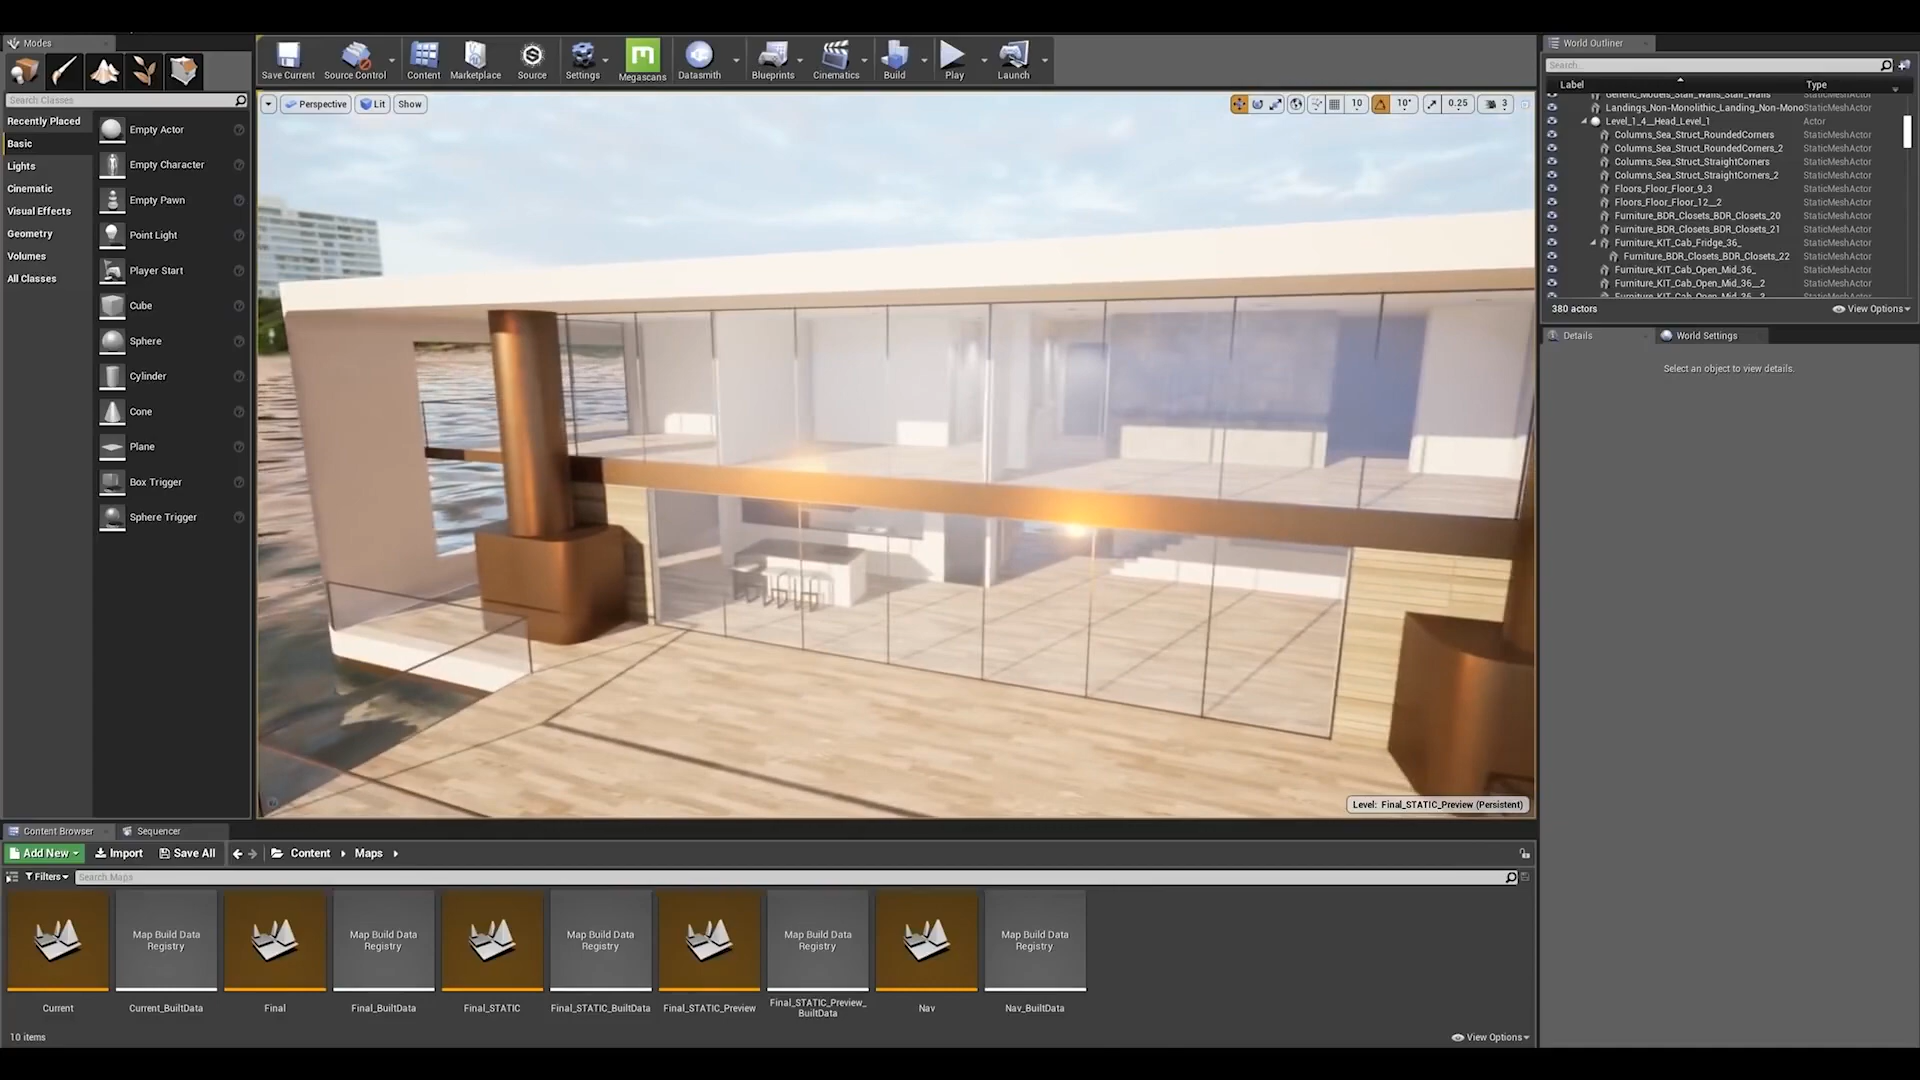 Modes
Search Classes
Recently Placed
Basic
Lights
Cinematic
Visual Effects
Geometry
Volumes
All Classes
Empty Actor
Empty Character
Empty Pawn
Point Light
Player Start
Cube
Sphere
Cylinder
Cone
Plane
Box Trigger
Sphere Trigger
Save Current
Source Control
Content
Marketplace
Source
Settings
Megascans
Datasmith
Blueprints
Cinematics
Build
Play
Launch
Perspective
Lit
Show
10
10°
0.25
3
Level: Final_STATIC_Preview (Persistent)
World Outliner
Search...
Label Type
Generic_Models_Stair_Walls_Stair_Walls StaticMeshActor
Landings_Non-Monolithic_Landing_Non-Mono StaticMeshActor
Level_1_4__Head_Level_1 Actor
Columns_Sea_Struct_RoundedCorners StaticMeshActor
Columns_Sea_Struct_RoundedCorners_2 StaticMeshActor
Columns_Sea_Struct_StraightCorners StaticMeshActor
Columns_Sea_Struct_StraightCorners_2 StaticMeshActor
Floors_Floor_Floor_9_3 StaticMeshActor
Floors_Floor_Floor_12__2 StaticMeshActor
Furniture_BDR_Closets_BDR_Closets_20 StaticMeshActor
Furniture_BDR_Closets_BDR_Closets_21 StaticMeshActor
Furniture_KIT_Cab_Fridge_36_ StaticMeshActor
Furniture_BDR_Closets_BDR_Closets_22 StaticMeshActor
Furniture_KIT_Cab_Open_Mid_36_ StaticMeshActor
Furniture_KIT_Cab_Open_Mid_36__2 StaticMeshActor
Furniture_KIT_Cab_Open_Mid_36__3 StaticMeshActor
380 actors
View Options
Details
World Settings
Select an object to view details.
Content Browser
Sequencer
Add New
Import
Save All
Content
Maps
Filters
Search Maps
Map Build Data
Registry
Map Build Data
Registry
Map Build Data
Registry
Map Build Data
Registry
Map Build Data
Registry
Current
Current_BuiltData
Final
Final_BuiltData
Final_STATIC
Final_STATIC_BuiltData
Final_STATIC_Preview
Final_STATIC_Preview_
BuiltData
Nav
Nav_BuiltData
10 items
View Options